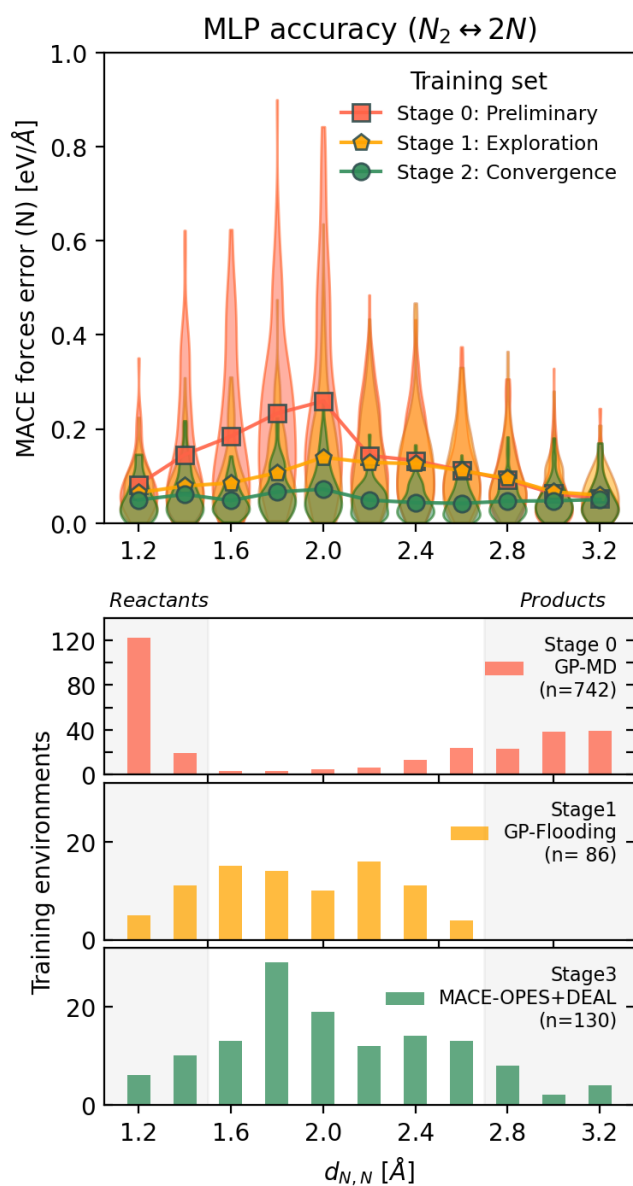 MLP accuracy (N₂ ↔ 2N)
MACE forces error (N) [eV/Å]
1.0
0.8
0.6
0.4
0.2
0.0
Training set
Stage 0: Preliminary
Stage 1: Exploration
Stage 2: Convergence
1.2 1.6 2.0 2.4 2.8 3.2
Reactants Products
Training environments
120
80
40
0
Stage 0
GP-MD
(n=742)
20
0
Stage1
GP-Flooding
(n= 86)
20
0
Stage3
MACE-OPES+DEAL
(n=130)
1.2 1.6 2.0 2.4 2.8 3.2
d_{N,N} [Å]